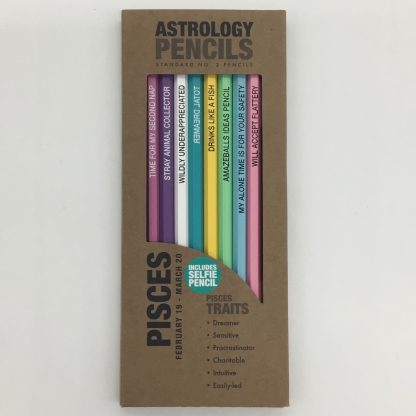 ASTROLOGY
PENCILS
STANDARD NO. 2 PENCILS
TIME FOR MY SECOND NAP
STRAY ANIMAL COLLECTOR
WILDLY UNDERAPPRECIATED
TOTAL DREAMER
DRINKS LIKE A FISH
AMAZEBALLS IDEAS PENCIL
MY ALONE TIME IS FOR YOUR SAFETY
WILL ACCEPT FLATTERY
PISCES
FEBRUARY 19 - MARCH 20
INCLUDES
SELFIE
PENCIL
PISCES
TRAITS
• Dreamer
• Sensitive
• Procrastinator
• Charitable
• Intuitive
• Easily-led